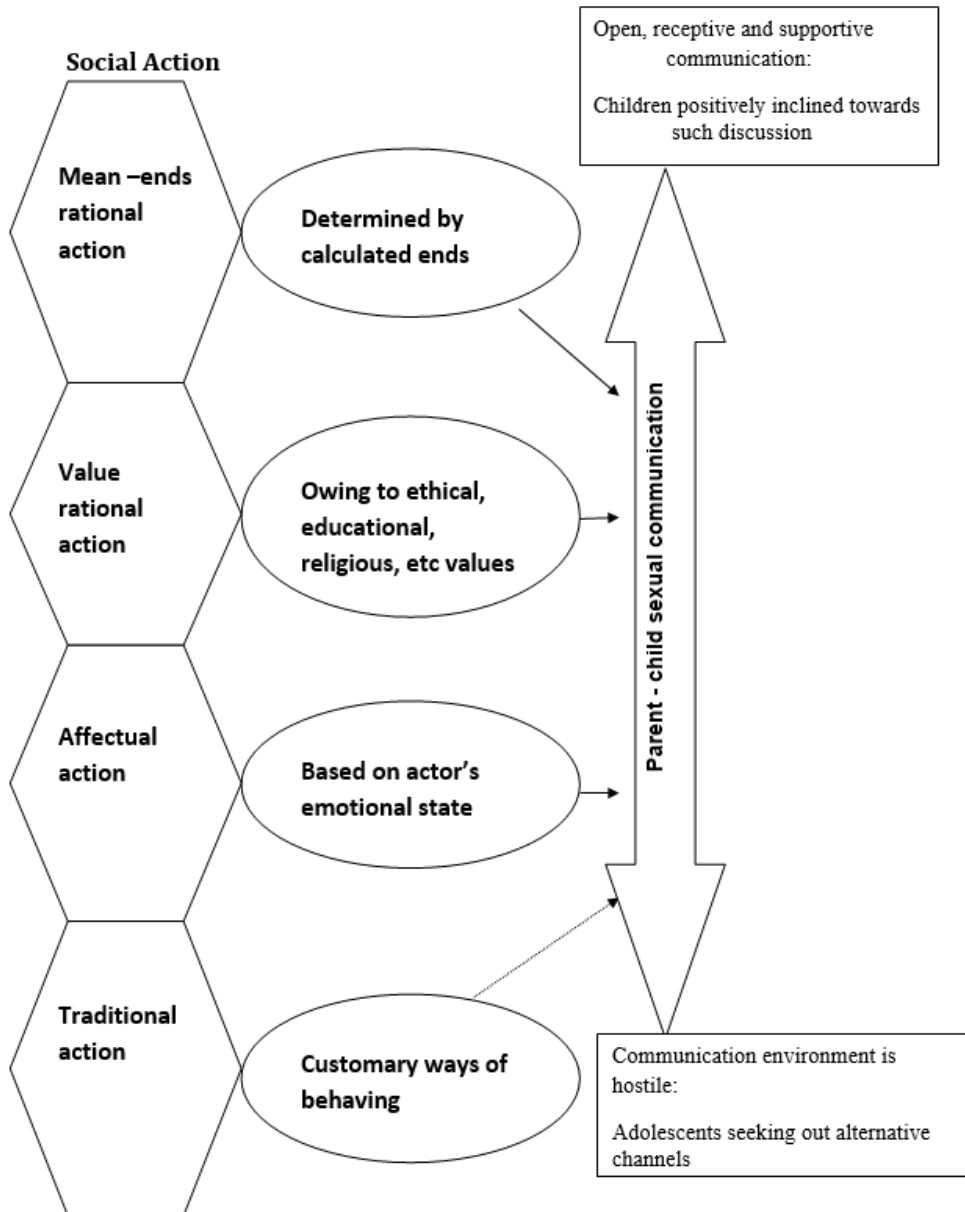 Social Action
Mean –ends
rational
action
Determined by
calculated ends
Open, receptive and supportive
communication:
Children positively inclined towards
such discussion
Value
rational
action
Owing to ethical,
educational,
religious, etc values
Parent - child sexual communication
Affectual
action
Based on actor’s
emotional state
Traditional
action
Customary ways of
behaving
Communication environment is
hostile:
Adolescents seeking out alternative
channels